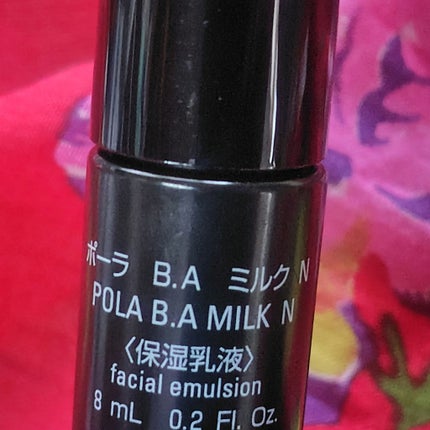 ポーラ B.A ミルク N
POLA B.A MILK N
〈保湿乳液〉
facial emulsion
8 mL 0.2 Fl. Oz.